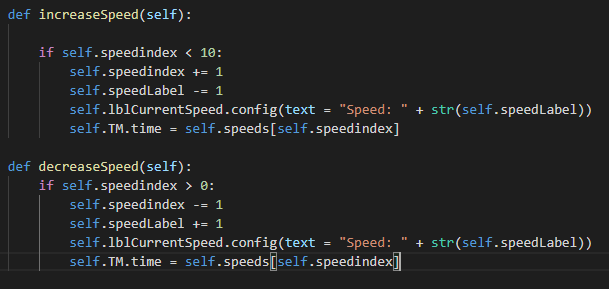 def increaseSpeed(self):
if self.speedindex < 10:
self.speedindex += 1
self.speedLabel -= 1
self.lblCurrentSpeed.config(text = "Speed: " + str(self.speedLabel))
self.TM.time = self.speeds[self.speedindex]
def decreaseSpeed(self):
if self.speedindex > 0:
self.speedindex -= 1
self.speedLabel += 1
self.lblCurrentSpeed.config(text = "Speed: " + str(self.speedLabel))
self.TM.time = self.speeds[self.speedindex]